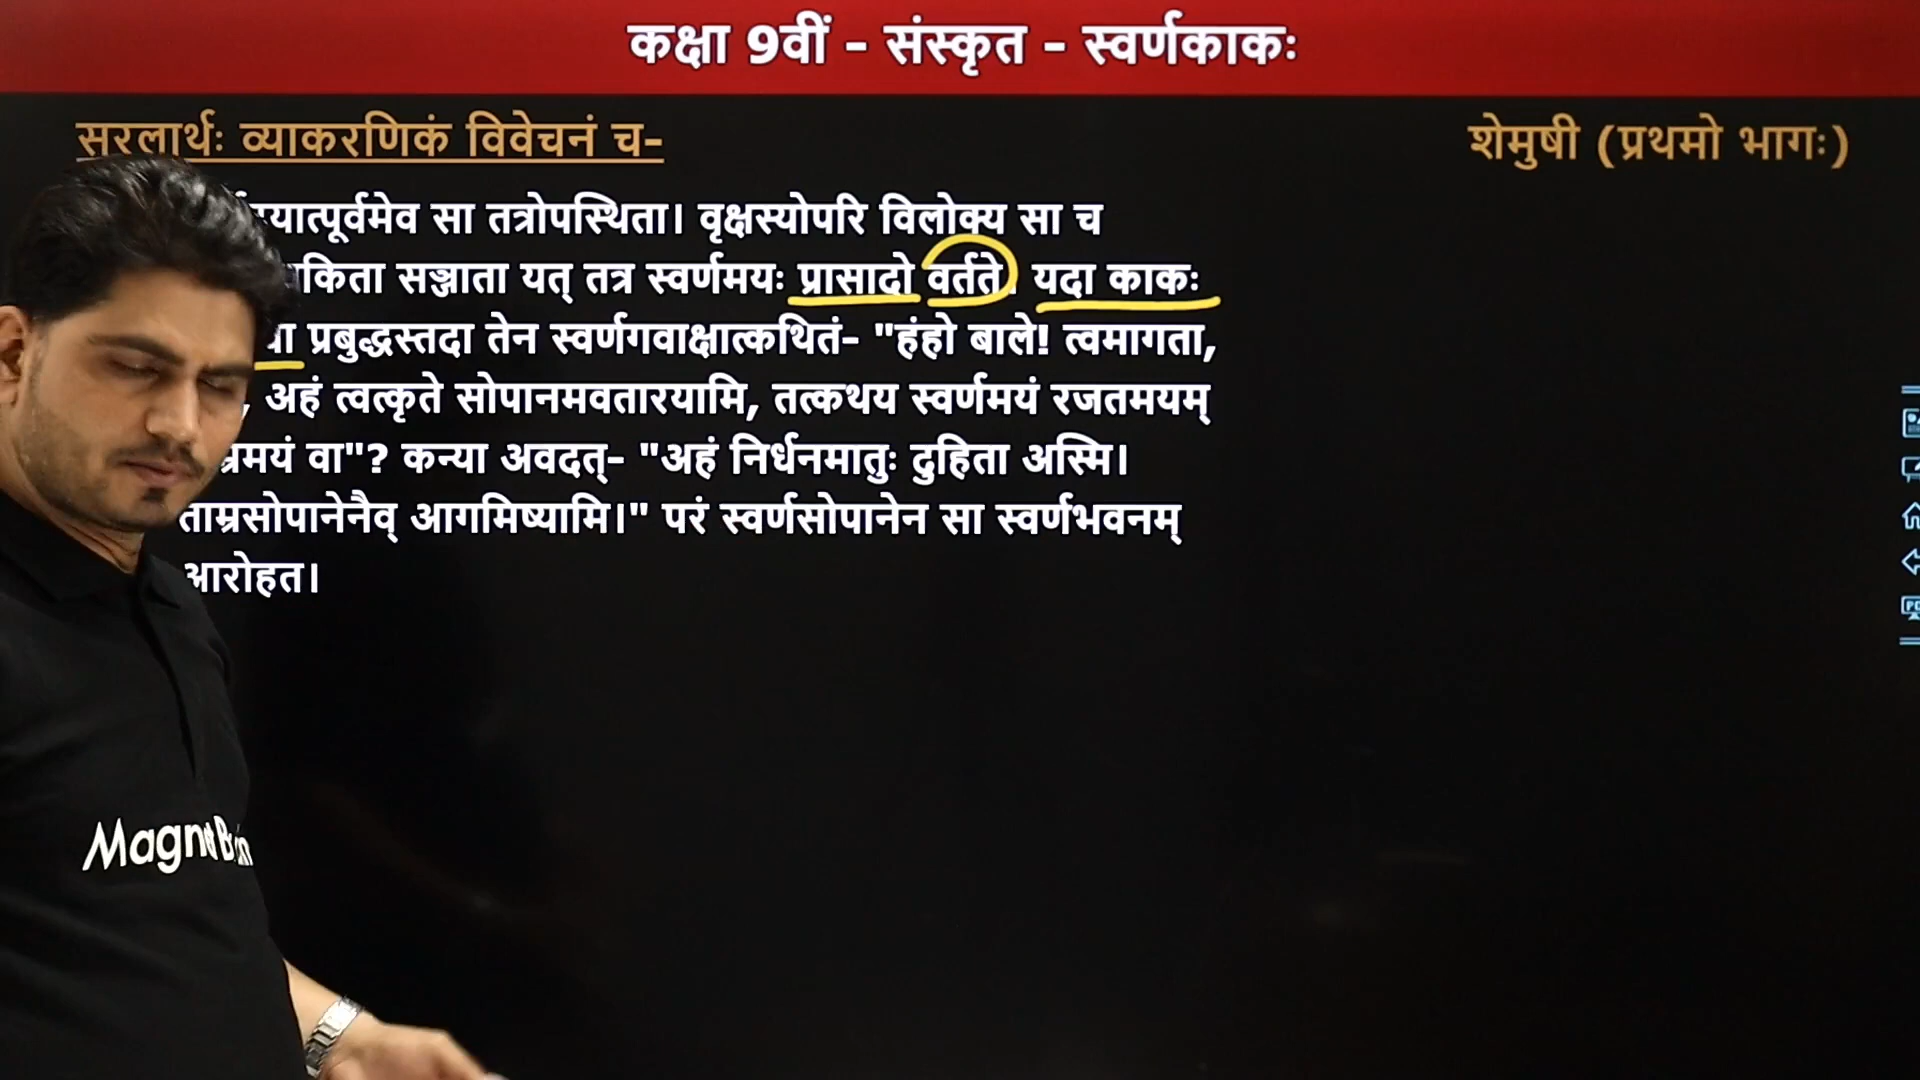 कक्षा 9वीं - संस्कृत - स्वर्णकाकः
सरलार्थः व्याकरणिकं विवेचनं च-
शेमुषी (प्रथमो भागः)
सा तत्रोपस्थिता। वृक्षस्योपरि विलोक्य सा च
सञ्जाता यत् तत्र स्वर्णमयः प्रासादो वर्तते। यदा काकः
प्रबुद्धस्तदा तेन स्वर्णगवाक्षात्कथितं- "हंहो बाले! त्वमागता,
अहं त्वत्कृते सोपानमवतारयामि, तत्कथय स्वर्णमयं रजतमयम्
वा"? कन्या अवदत्- "अहं निर्धनमातुः दुहिता अस्मि।
ताम्रसोपानेनैव् आगमिष्यामि।" परं स्वर्णसोपानेन सा स्वर्णभवनम्
आरोहत।